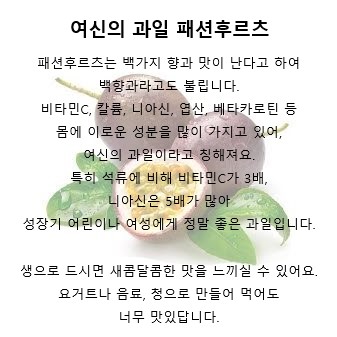 여신의 과일 패션후르츠
패션후르츠는 백가지 향과 맛이 난다고 하여
백향과라고도 불립니다.
비타민C, 칼륨, 니아신, 엽산, 베타카로틴 등
몸에 이로운 성분을 많이 가지고 있어,
여신의 과일이라고 칭해져요.
특히 석류에 비해 비타민C가 3배,
니아신은 5배가 많아
성장기 어린이나 여성에게 정말 좋은 과일입니다.
생으로 드시면 새콤달콤한 맛을 느끼실 수 있어요.
요거트나 음료, 청으로 만들어 먹어도
너무 맛있답니다.